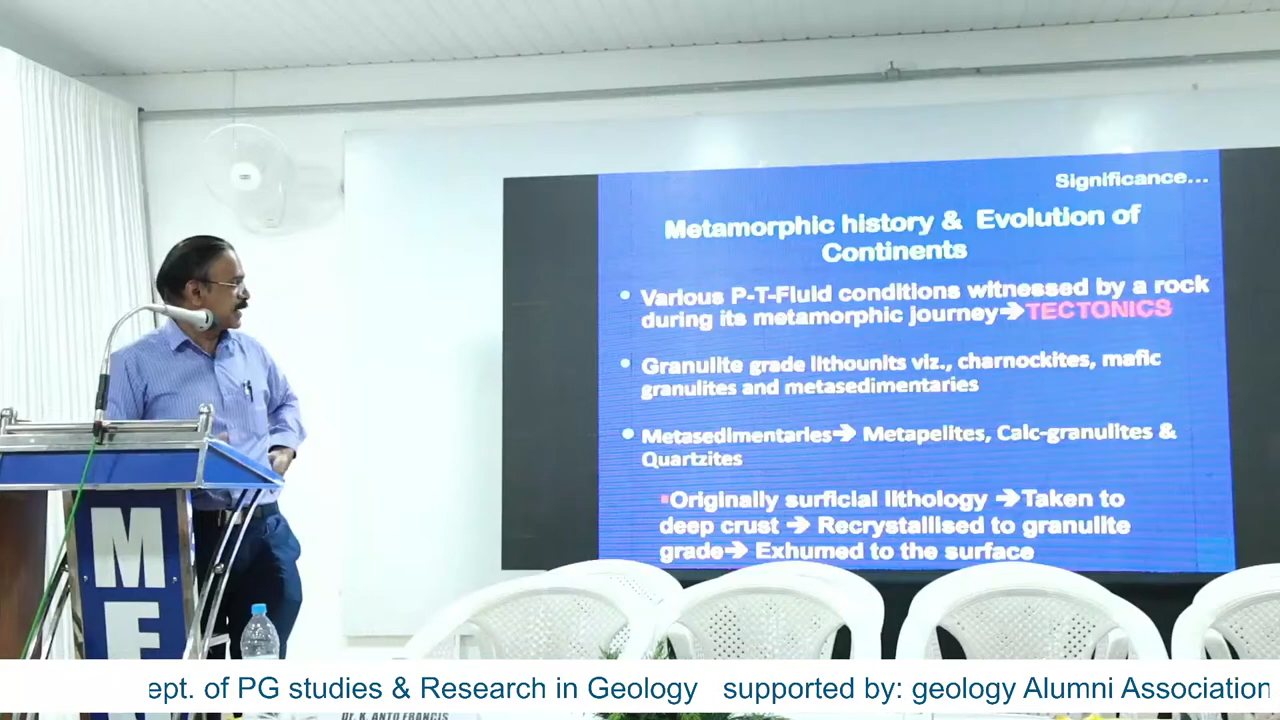 Significance...
Metamorphic history & Evolution of
Continents
• Various P-T-Fluid conditions witnessed by a rock
during its metamorphic journey➔TECTONICS
• Granulite grade lithounits viz., charnockites, mafic
granulites and metasedimentaries
• Metasedimentaries➔ Metapelites, Calc-granulites &
Quartzites
▪Originally surficial lithology ➔Taken to
deep crust ➔ Recrystallised to granulite
grade➔ Exhumed to the surface
M
E
ept. of PG studies & Research in Geology supported by: geology Alumni Association
Dr. K. ANTO FRANCIS